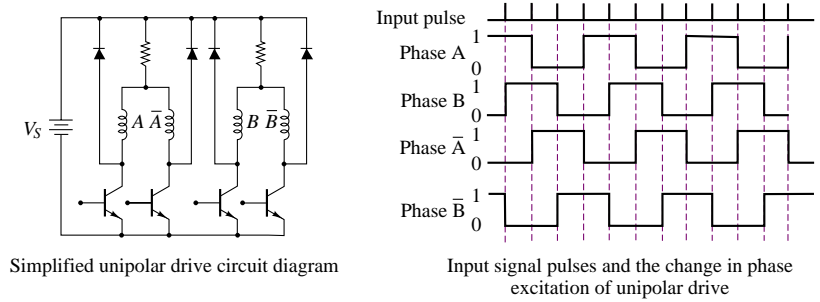 V_S
A A̅ B B̅
Simplified unipolar drive circuit diagram
Input pulse
Phase A 1 0
Phase B 1 0
Phase A̅ 1 0
Phase B̅ 1 0
Input signal pulses and the change in phase
excitation of unipolar drive